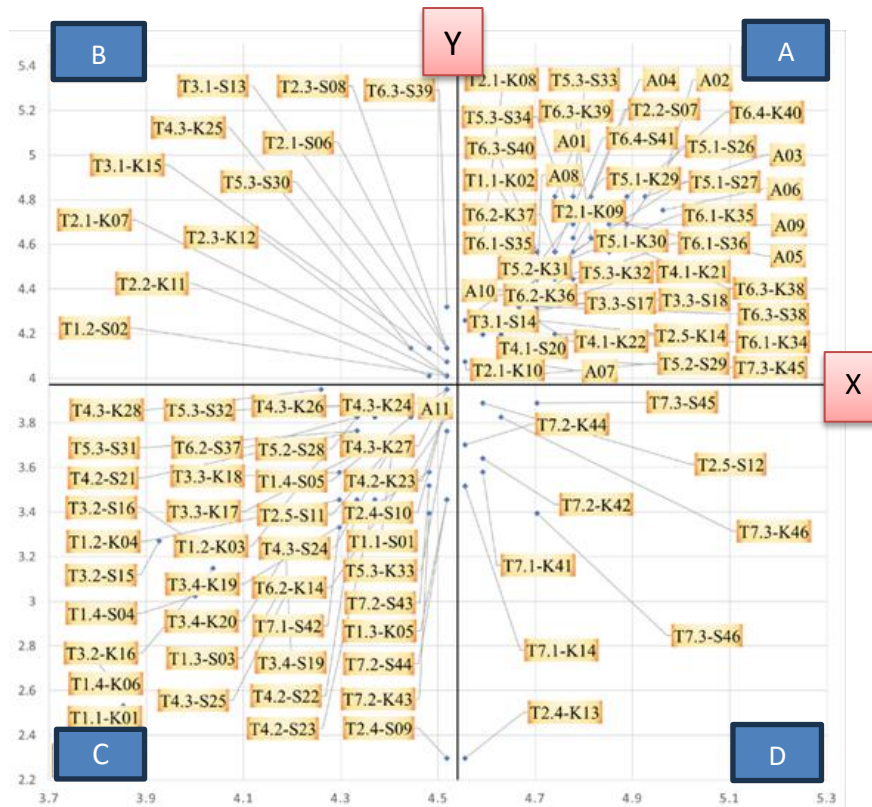 B
Y
A
5.4
5.2
5
4.8
4.6
4.4
4.2
4
3.8
3.6
3.4
3.2
3
2.8
2.6
2.4
2.2
T3.1-S13
T2.3-S08
T6.3-S39
T4.3-K25
T2.1-S06
T3.1-K15
T5.3-S30
T2.1-K07
T2.3-K12
T2.2-K11
T1.2-S02
T2.1-K08
T5.3-S33
A04
A02
T5.3-S34
T6.3-K39
T2.2-S07
T6.4-K40
A01
T6.4-S41
T6.3-S40
T5.1-S26
A03
T1.1-K02
A08
T5.1-K29
T5.1-S27
A06
T6.2-K37
T2.1-K09
T6.1-K35
A09
T6.1-S35
T5.1-K30
T6.1-S36
A05
T5.2-K31
T5.3-K32
T4.1-K21
T6.3-K38
A10
T6.2-K36
T3.3-S17
T3.3-S18
T6.3-S38
T3.1-S14
T4.1-S20
T4.1-K22
T2.5-K14
T6.1-K34
T2.1-K10
A07
T5.2-S29
T7.3-K45
X
T4.3-K28
T5.3-S32
T4.3-K26
T4.3-K24
A11
T5.3-S31
T6.2-S37
T5.2-S28
T4.3-K27
T4.2-S21
T3.3-K18
T1.4-S05
T4.2-K23
T3.2-S16
T3.3-K17
T2.5-S11
T2.4-S10
T1.2-K04
T1.2-K03
T4.3-S24
T1.1-S01
T3.2-S15
T3.4-K19
T6.2-K14
T5.3-K33
T1.4-S04
T3.4-K20
T7.1-S42
T7.2-S43
T1.3-K05
T3.2-K16
T1.3-S03
T3.4-S19
T7.2-S44
T1.4-K06
T4.3-S25
T4.2-S22
T7.2-K43
T1.1-K01
T4.2-S23
T2.4-S09
T7.3-S45
T7.2-K44
T2.5-S12
T7.2-K42
T7.3-K46
T7.1-K41
T7.3-S46
T7.1-K14
T2.4-K13
C
D
3.7
3.9
4.1
4.3
4.5
4.7
4.9
5.1
5.3